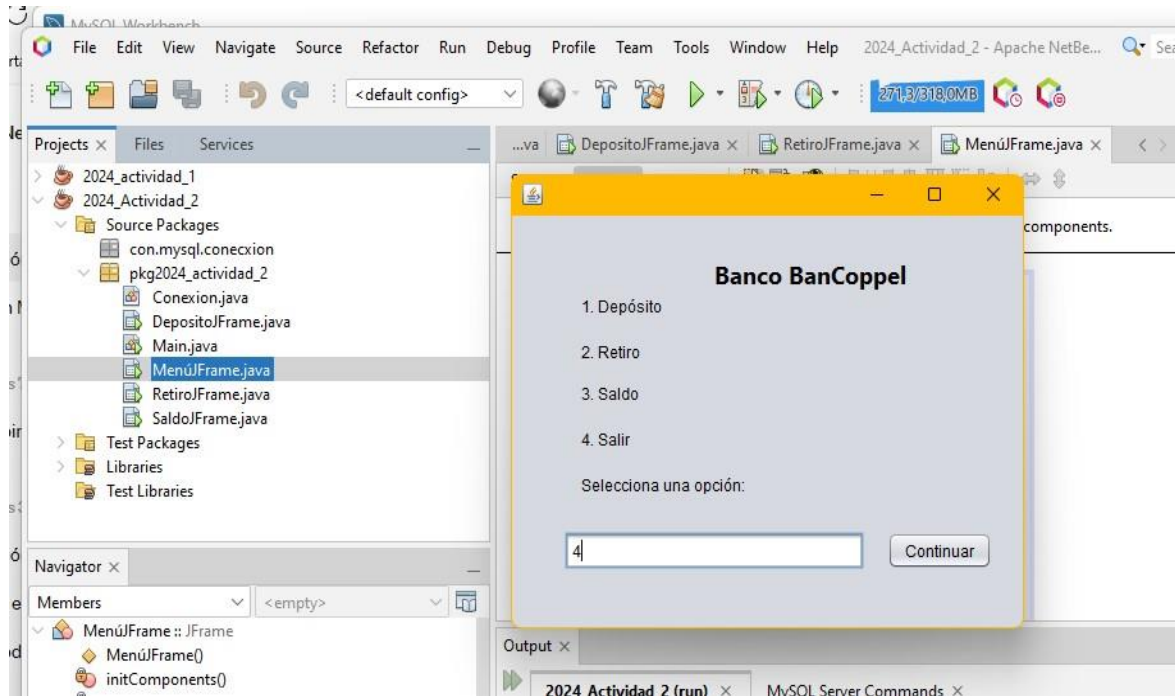 MySQL Workbench
File Edit View Navigate Source Refactor Run Debug Profile Team Tools Window Help 2024_Actividad_2 - Apache NetBe... Sea
<default config>
271,3/318,0MB
Projects Files Services
...va DepositoJFrame.java RetiroJFrame.java MenúJFrame.java
2024_actividad_1
2024_Actividad_2
Source Packages
con.mysql.conecxion
pkg2024_actividad_2
Conexion.java
DepositoJFrame.java
Main.java
MenúJFrame.java
RetiroJFrame.java
SaldoJFrame.java
Test Packages
Libraries
Test Libraries
components.
Banco BanCoppel
1. Depósito
2. Retiro
3. Saldo
4. Salir
Selecciona una opción:
4
Continuar
Navigator
Members <empty>
MenúJFrame :: JFrame
MenúJFrame()
initComponents()
Output
2024_Actividad_2 (run) MySQL Server Commands